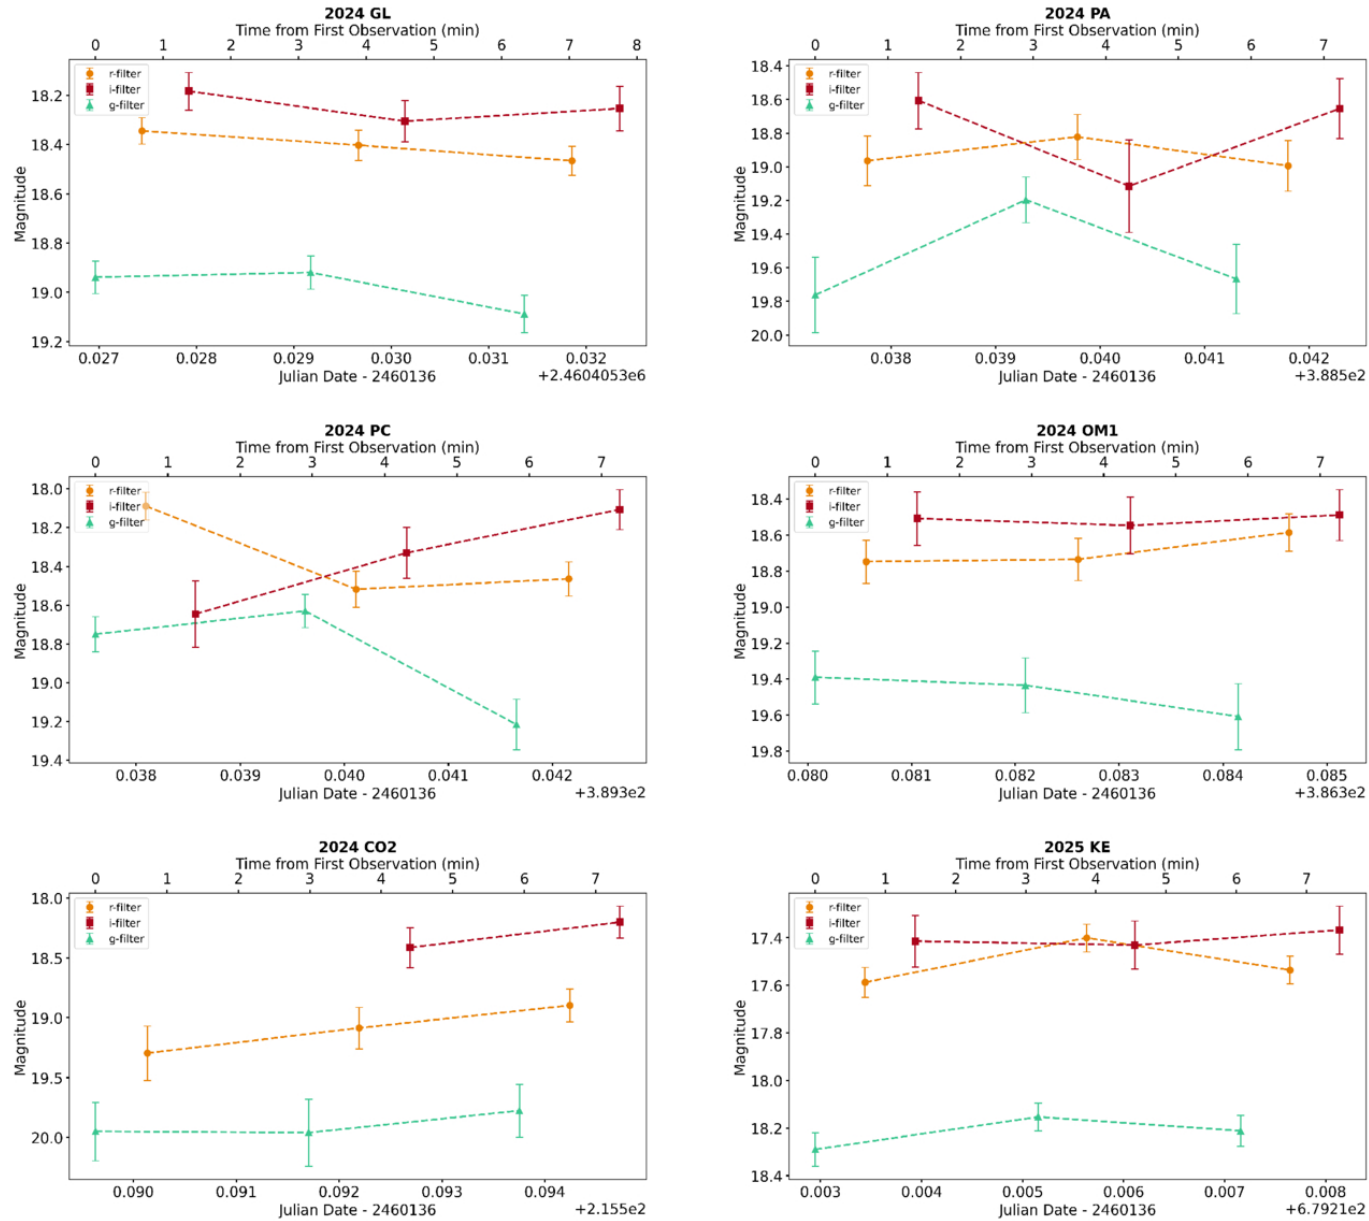 2024 GL
Time from First Observation (min)
0 1 2 3 4 5 6 7 8
r-filter
i-filter
g-filter
18.2
18.4
18.6
18.8
19.0
19.2
Magnitude
0.027 0.028 0.029 0.030 0.031 0.032
Julian Date - 2460136
+2.4604053e6
2024 PA
Time from First Observation (min)
0 1 2 3 4 5 6 7
r-filter
i-filter
g-filter
18.4
18.6
18.8
19.0
19.2
19.4
19.6
19.8
20.0
Magnitude
0.038 0.039 0.040 0.041 0.042
Julian Date - 2460136
+3.885e2
2024 PC
Time from First Observation (min)
0 1 2 3 4 5 6 7
r-filter
i-filter
g-filter
18.0
18.2
18.4
18.6
18.8
19.0
19.2
19.4
Magnitude
0.038 0.039 0.040 0.041 0.042
Julian Date - 2460136
+3.893e2
2024 OM1
Time from First Observation (min)
0 1 2 3 4 5 6 7
r-filter
i-filter
g-filter
18.4
18.6
18.8
19.0
19.2
19.4
19.6
19.8
Magnitude
0.080 0.081 0.082 0.083 0.084 0.085
Julian Date - 2460136
+3.863e2
2024 CO2
Time from First Observation (min)
0 1 2 3 4 5 6 7
r-filter
i-filter
g-filter
18.0
18.5
19.0
19.5
20.0
Magnitude
0.090 0.091 0.092 0.093 0.094
Julian Date - 2460136
+2.155e2
2025 KE
Time from First Observation (min)
0 1 2 3 4 5 6 7
r-filter
i-filter
g-filter
17.4
17.6
17.8
18.0
18.2
18.4
Magnitude
0.003 0.004 0.005 0.006 0.007 0.008
Julian Date - 2460136
+6.7921e2